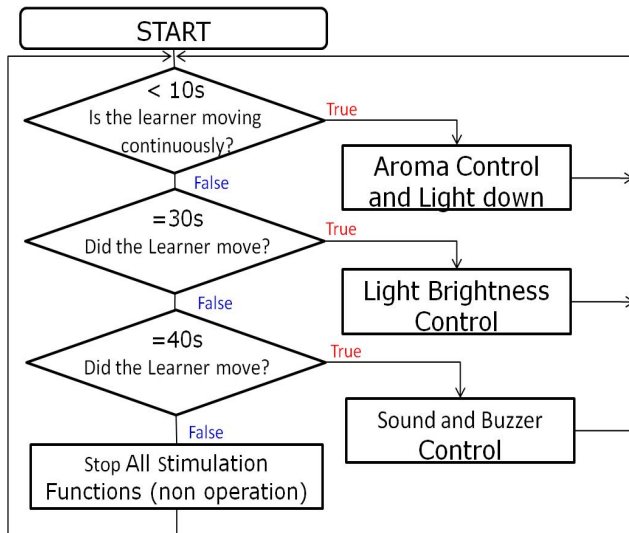 START
< 10s
Is the learner moving
continuously?
True
Aroma Control
and Light down
False
=30s
Did the Learner move?
True
Light Brightness
Control
False
=40s
Did the Learner move?
True
Sound and Buzzer
Control
False
Stop All Stimulation
Functions (non operation)